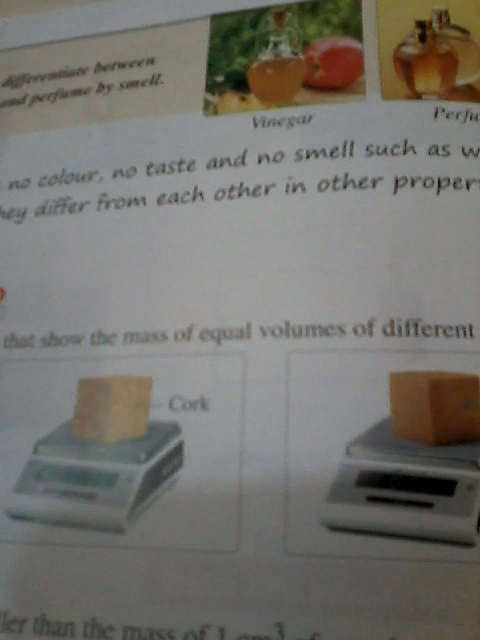 differentiate between
and perfume by smell.
Vinegar
Perfu
no colour, no taste and no smell such as w
hey differ from each other in other proper
that show the mass of equal volumes of different
Cork
ller than the mass of 1 cm³